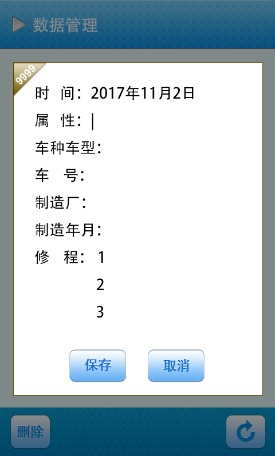 数据管理
9999
时 间：2017年11月2日
属 性：
车种车型：
车 号：
制造厂：
制造年月：
修 程： 1
2
3
保存 取消
删除